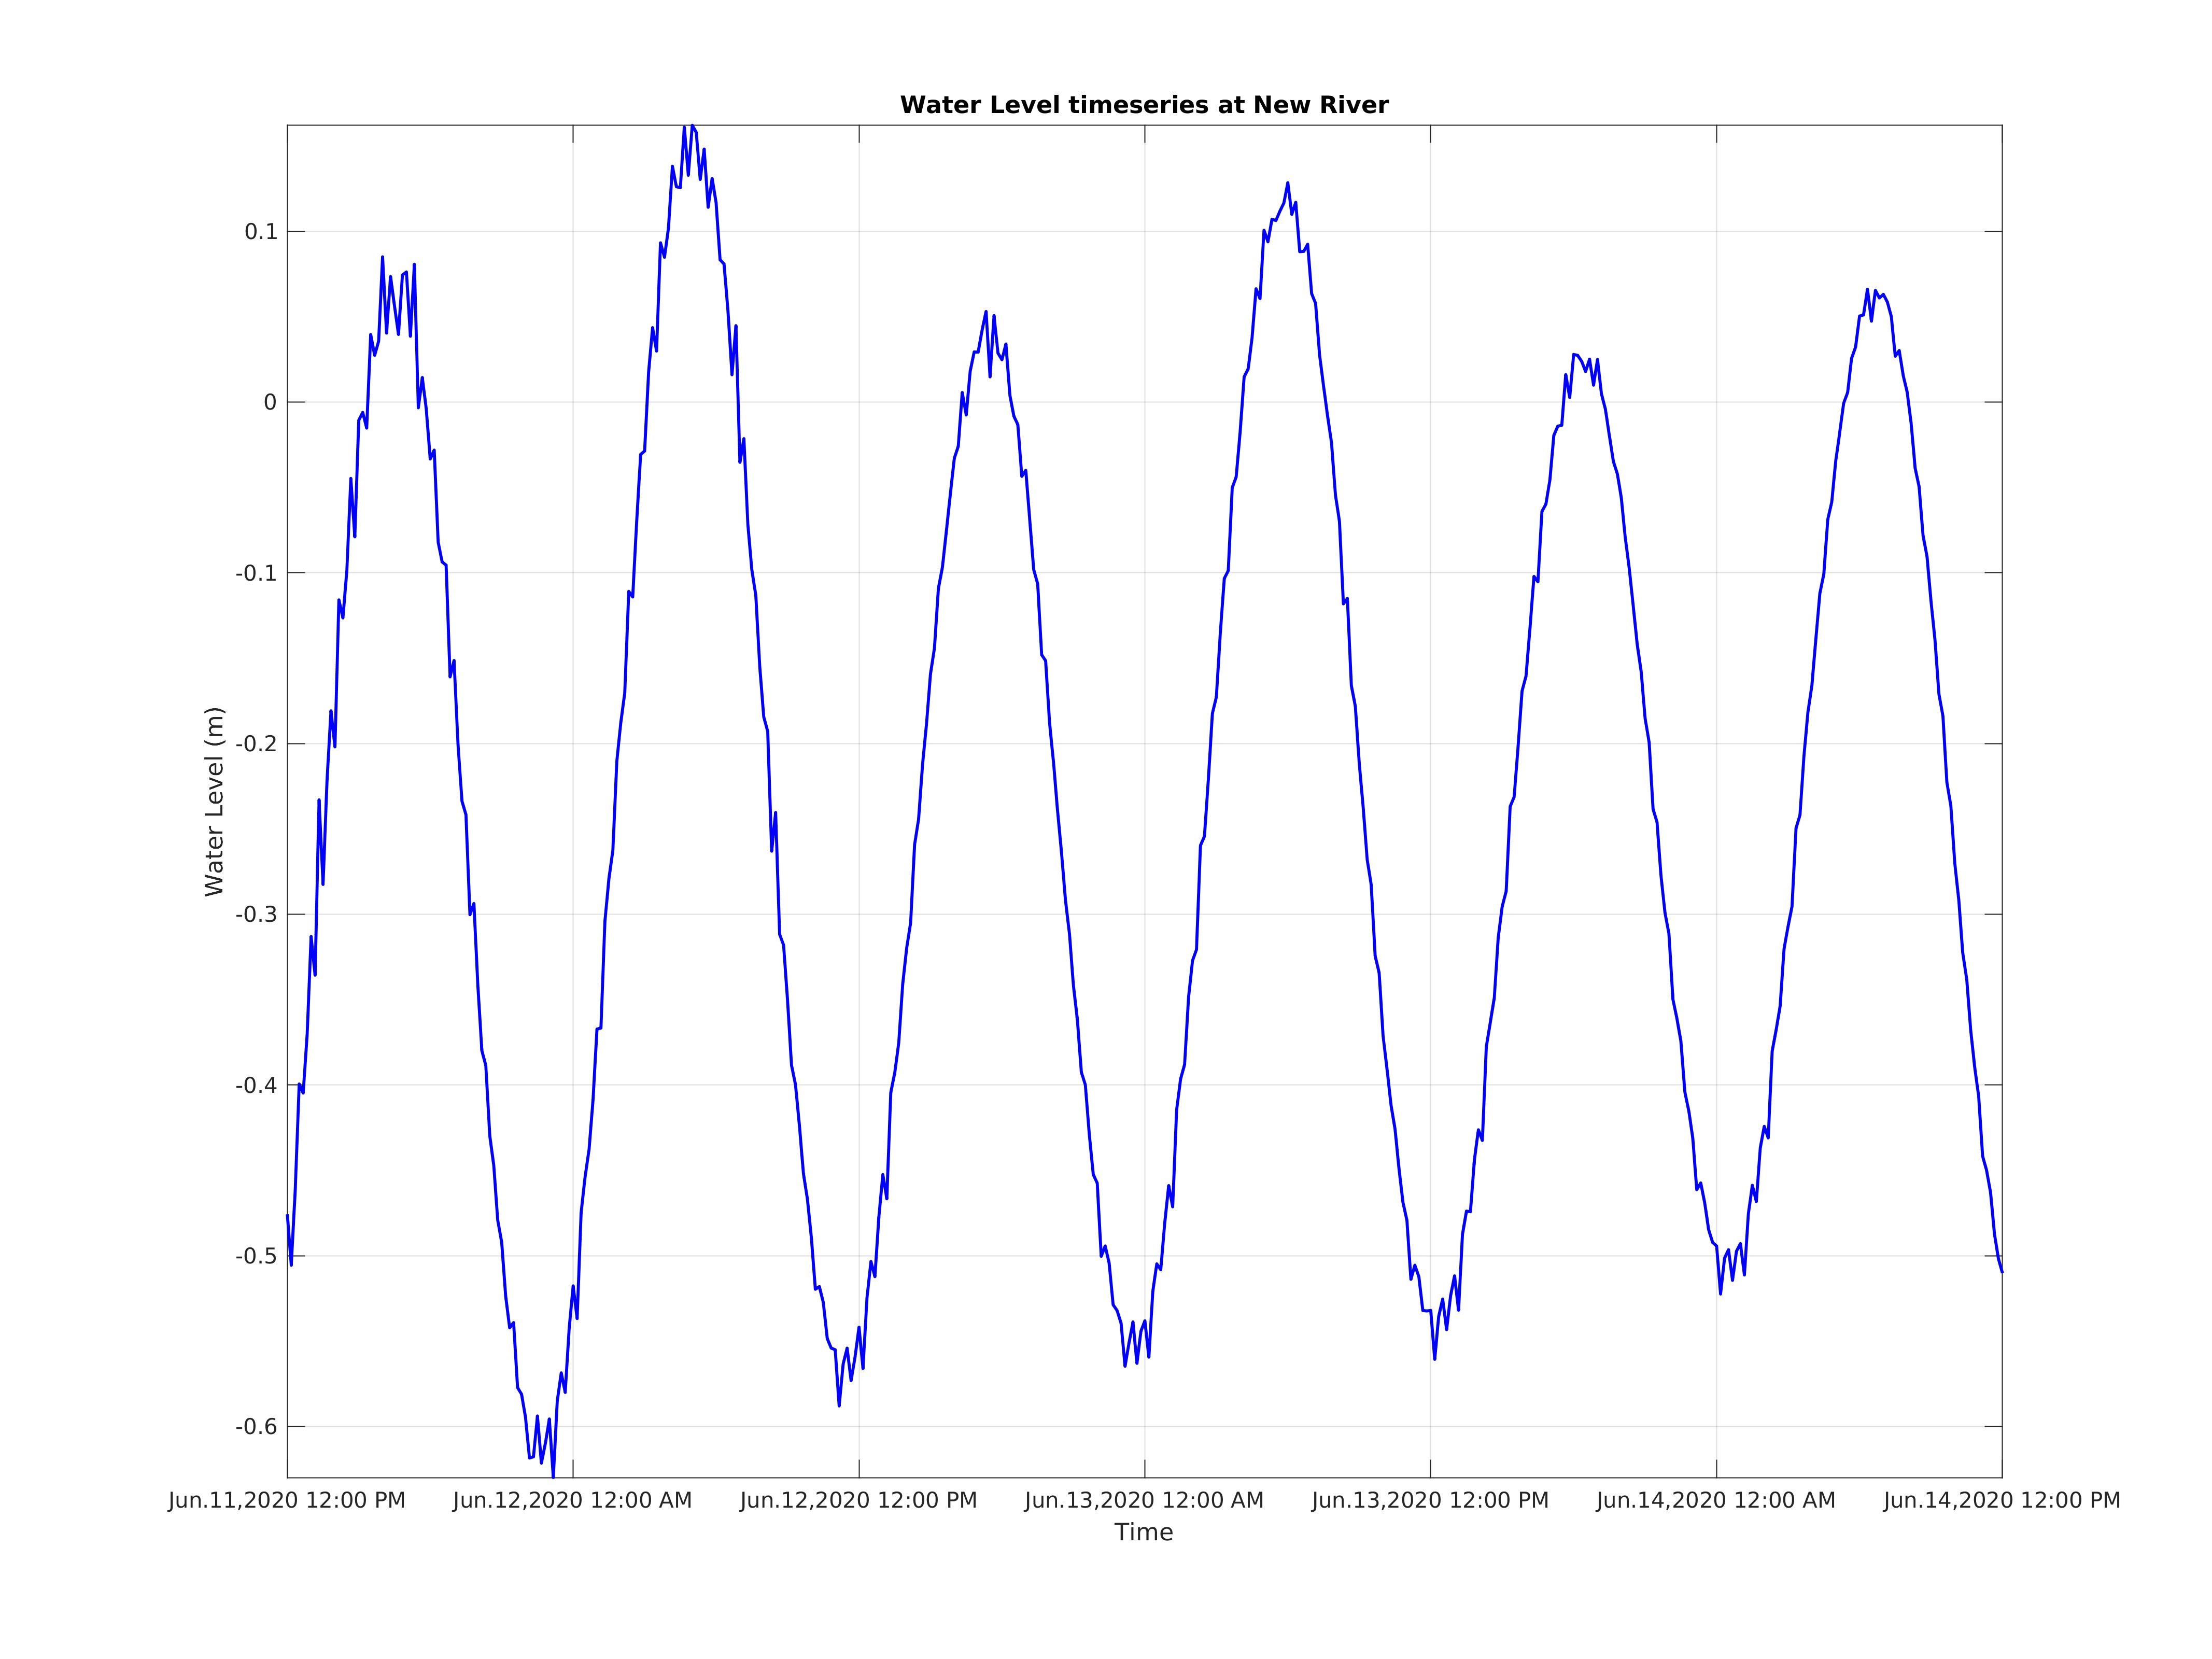 Water Level timeseries at New River
0.1
0
-0.1
-0.2
-0.3
-0.4
-0.5
-0.6
Water Level (m)
Jun.11,2020 12:00 PM
Jun.12,2020 12:00 AM
Jun.12,2020 12:00 PM
Jun.13,2020 12:00 AM
Jun.13,2020 12:00 PM
Jun.14,2020 12:00 AM
Jun.14,2020 12:00 PM
Time